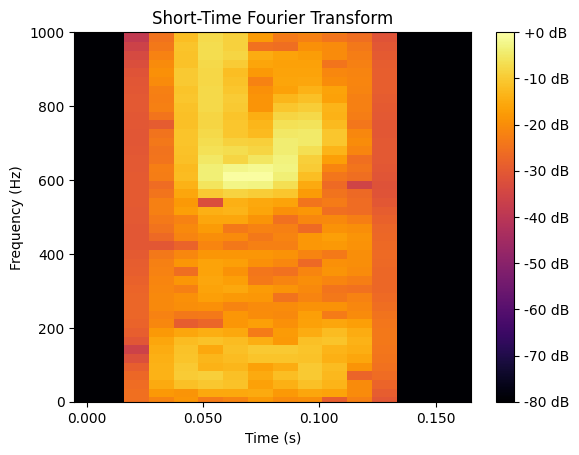 Short-Time Fourier Transform
1000
800
600
400
200
0
Frequency (Hz)
0.000
0.050
0.100
0.150
Time (s)
+0 dB
-10 dB
-20 dB
-30 dB
-40 dB
-50 dB
-60 dB
-70 dB
-80 dB